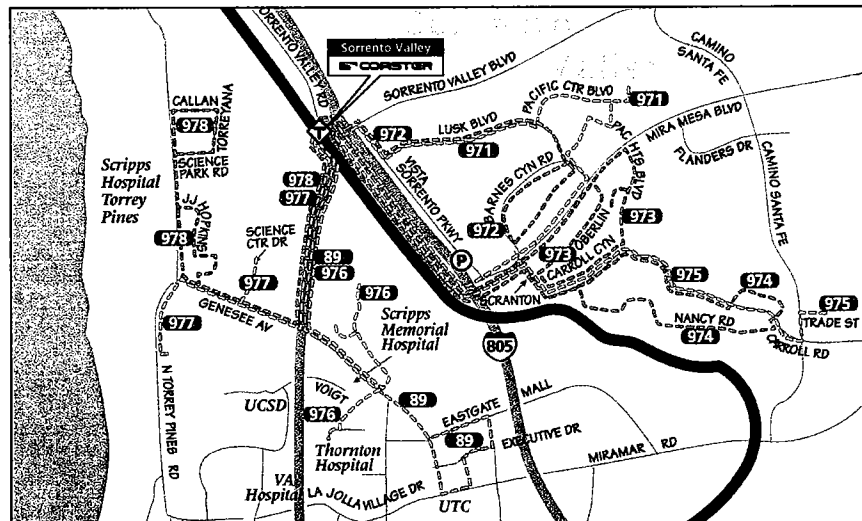 Sorrento Valley
COASTER
SORRENTO VALLEY RD
T
SORRENTO VALLEY BLVD
CAMINO
SANTA FE
CALLAN
TORREYANA
978
SCIENCE
PARK RD
Scripps
Hospital
Torrey
Pines
972
LUSK BLVD
971
PACIFIC CTR BLVD
971
MIRA MESA BLVD
PAC HTS BLVD
FLANDERS DR
CAMINO SANTA FE
VISTA
SORRENTO PKWY
BARNES CYN RD
972
978
977
J.J.
HOPKINS
978
SCIENCE
CTR DR
977
89
976
P
973
OBERLIN
CARROLL CYN
973
SCRANTON
975
974
975
TRADE ST
NANCY RD
974
CARROLL RD
GENESEE AV
977
976
Scripps
Memorial
Hospital
805
N TORREY PINES RD
UCSD
VOIGT
976
89
EASTGATE MALL
89
EXECUTIVE DR
MIRAMAR RD
Thornton
Hospital
VA
Hospital
LA JOLLA VILLAGE DR
UTC